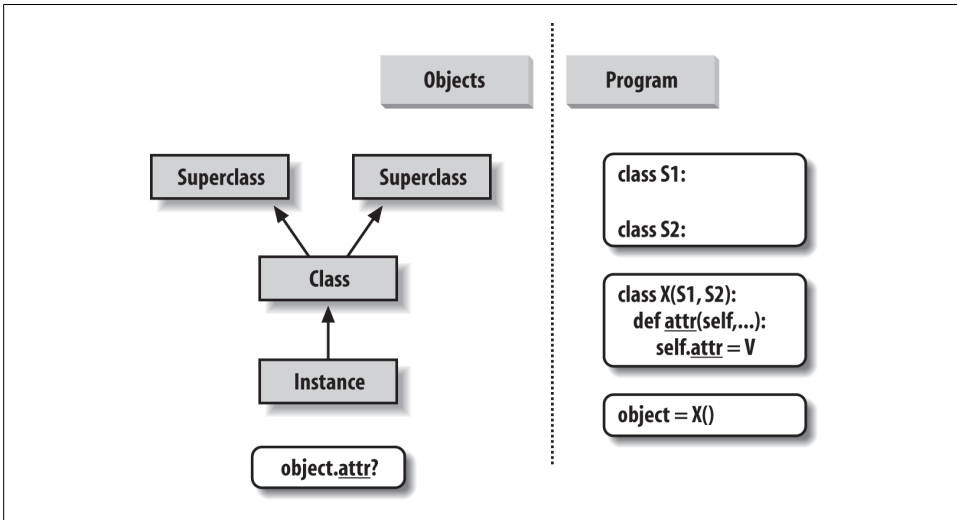 Objects
Program
Superclass
Superclass
Class
Instance
object.attr?
class S1:
class S2:
class X(S1, S2):
def attr(self,...):
self.attr = V
object = X()